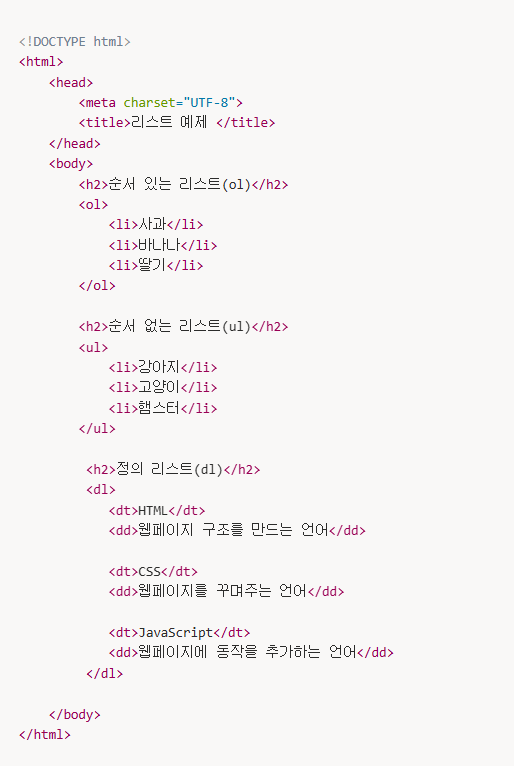 <!DOCTYPE html>
<html>
    <head>
        <meta charset="UTF-8">
        <title>리스트 예제 </title>
    </head>
    <body>
        <h2>순서 있는 리스트(ol)</h2>
        <ol>
            <li>사과</li>
            <li>바나나</li>
            <li>딸기</li>
        </ol>

        <h2>순서 없는 리스트(ul)</h2>
        <ul>
            <li>강아지</li>
            <li>고양이</li>
            <li>햄스터</li>
        </ul>

         <h2>정의 리스트(dl)</h2>
         <dl>
            <dt>HTML</dt>
            <dd>웹페이지 구조를 만드는 언어</dd>

            <dt>CSS</dt>
            <dd>웹페이지를 꾸며주는 언어</dd>

            <dt>JavaScript</dt>
            <dd>웹페이지에 동작을 추가하는 언어</dd>
         </dl>

    </body>
</html>